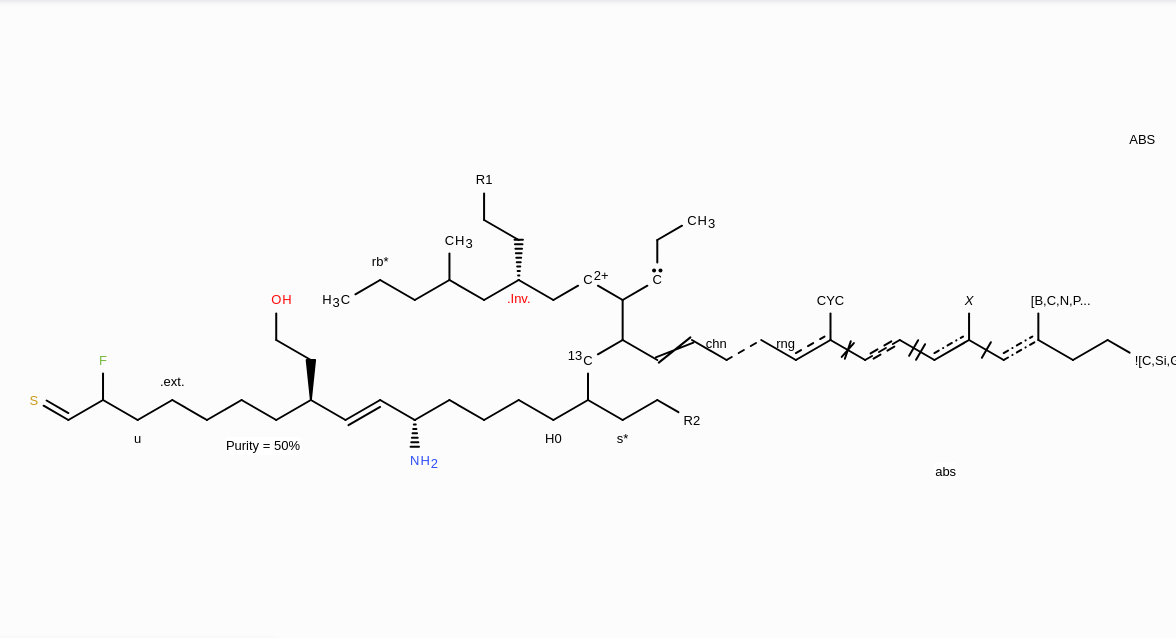 ABS
R1
CH3
CH3
rb*
C2+
C
H3C
.Inv.
OH
CYC
X
[B,C,N,P...
chn
rng
13C
![C,Si,G
F
.ext.
S
R2
u
Purity = 50%
H0
s*
NH2
abs